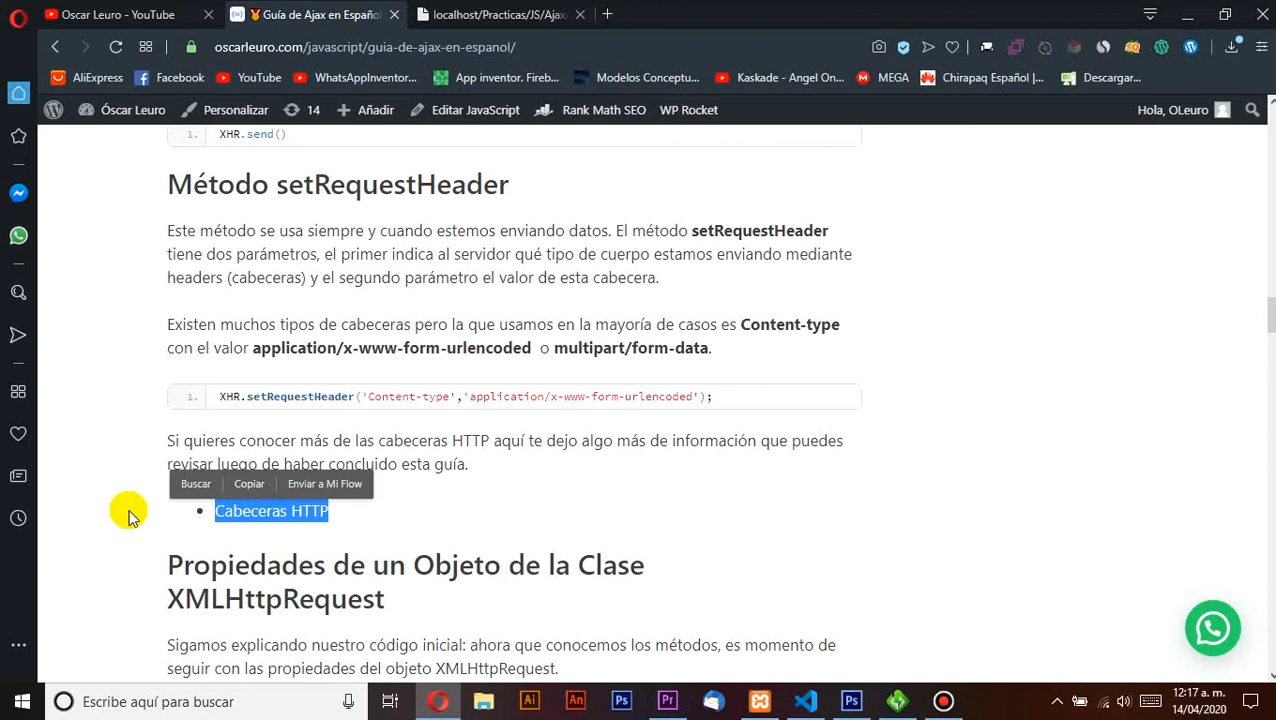 Oscar Leuro - YouTube
Guía de Ajax en Españo
localhost/Practicas/JS/Ajax/
oscarleuro.com/javascript/guia-de-ajax-en-espanol/
AliExpress
Facebook
YouTube
WhatsAppInventor...
App inventor. Fireb...
Modelos Conceptu...
Kaskade - Angel On...
MEGA
Chirapaq Español |...
Descargar...
Óscar Leuro
Personalizar
14
Añadir
Editar JavaScript
Rank Math SEO
WP Rocket
Hola, OLeuro
1. XHR.send()
Método setRequestHeader
Este método se usa siempre y cuando estemos enviando datos. El método setRequestHeader
tiene dos parámetros, el primer indica al servidor qué tipo de cuerpo estamos enviando mediante
headers (cabeceras) y el segundo parámetro el valor de esta cabecera.
Existen muchos tipos de cabeceras pero la que usamos en la mayoría de casos es Content-type
con el valor application/x-www-form-urlencoded o multipart/form-data.
1. XHR.setRequestHeader('Content-type','application/x-www-form-urlencoded');
Si quieres conocer más de las cabeceras HTTP aquí te dejo algo más de información que puedes
revisar luego de haber concluido esta guía.
Buscar
Copiar
Enviar a Mi Flow
Cabeceras HTTP
Propiedades de un Objeto de la Clase
XMLHttpRequest
Sigamos explicando nuestro código inicial: ahora que conocemos los métodos, es momento de
seguir con las propiedades del objeto XMLHttpRequest.
Escribe aquí para buscar
Ai
An
Ps
Pr
Ps
12:17 a. m.
14/04/2020